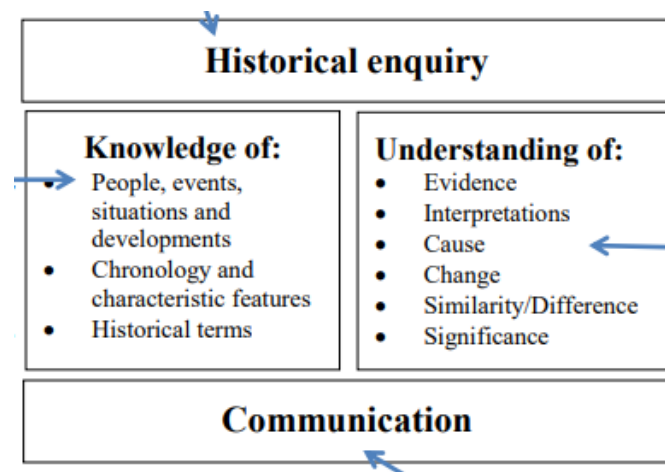 Historical enquiry
Knowledge of:
• People, events,
situations and
developments
• Chronology and
characteristic features
• Historical terms
Understanding of:
• Evidence
• Interpretations
• Cause
• Change
• Similarity/Difference
• Significance
Communication